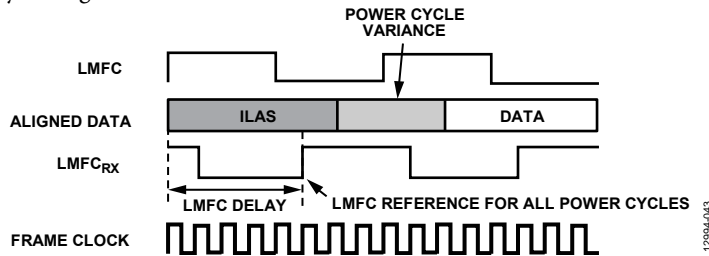 POWER CYCLE
VARIANCE
LMFC
ALIGNED DATA
ILAS
DATA
LMFCRX
LMFC DELAY
LMFC REFERENCE FOR ALL POWER CYCLES
FRAME CLOCK
12994-043